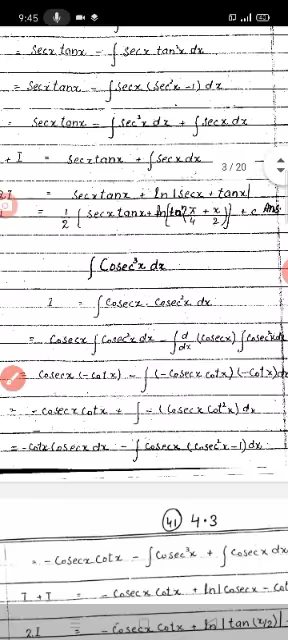 9:45
= Secx tanx - ∫ Secx tan²x dx
= Secx tanx - ∫ Secx (Sec²x -1) dx
= Secx tanx - ∫ Sec³x dx + ∫ Secx dx
+ I = Secx tanx + ∫ Secx dx
3 / 20
2I = Secx tanx + ln |Secx + tanx|
= 1/2 { Secx tanx + ln |tan( π/4 + x/2 )| } + c Ans
∫ Cosec³x dx
I = ∫ Cosecx . Cosec²x dx
= Cosecx ∫ Cosec²x dx - ∫ d/dx (Cosecx) ∫ Cosec²x dx
= Cosecx (-Cotx) - ∫ (-Cosecx Cotx) (-Cotx) dx
= - Cosecx Cotx + ∫ - (Cosecx Cot²x) dx
= -Cotx Cosecx dx - ∫ Cosecx (Cosec²x -1) dx.
41 4.3
= - Cosecx Cotx - ∫ Cosec³x + ∫ Cosecx dx
I + I = - Cosecx Cotx + ln |Cosecx - Cot
2I = - Cosecx Cotx + ln | tan (x/2) |